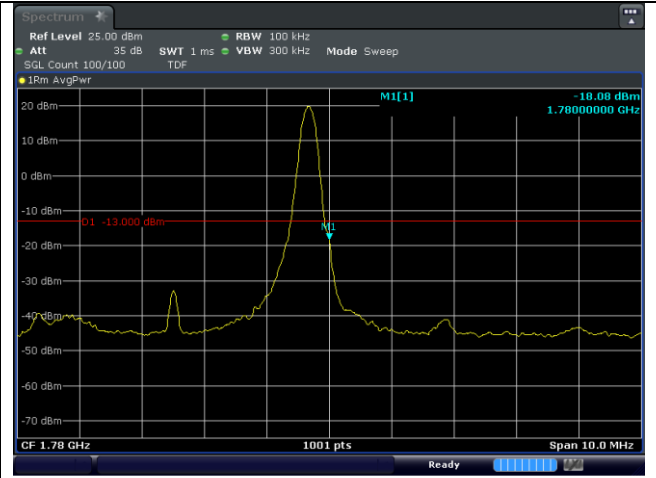 Spectrum
Ref Level 25.00 dBm RBW 100 kHz
Att 35 dB SWT 1 ms VBW 300 kHz Mode Sweep
SGL Count 100/100 TDF
1Rm AvgPwr
M1[1] -18.08 dBm
1.78000000 GHz
20 dBm
10 dBm
0 dBm
-10 dBm
D1 -13.000 dBm
M1
-20 dBm
-30 dBm
-40 dBm
-50 dBm
-60 dBm
-70 dBm
CF 1.78 GHz 1001 pts Span 10.0 MHz
Ready